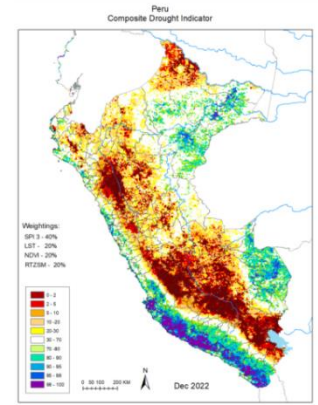 Peru
Composite Drought Indicator
Weightings:
SPI 3 - 40%
LST - 20%
NDVI - 20%
RTZSM - 20%
0 - 2
2 - 5
5 - 10
10 - 20
20-30
30 - 70
70 - 80
80 - 90
90 - 95
95 - 98
98 - 100
N
0 50 100 200 KM
Dec 2022